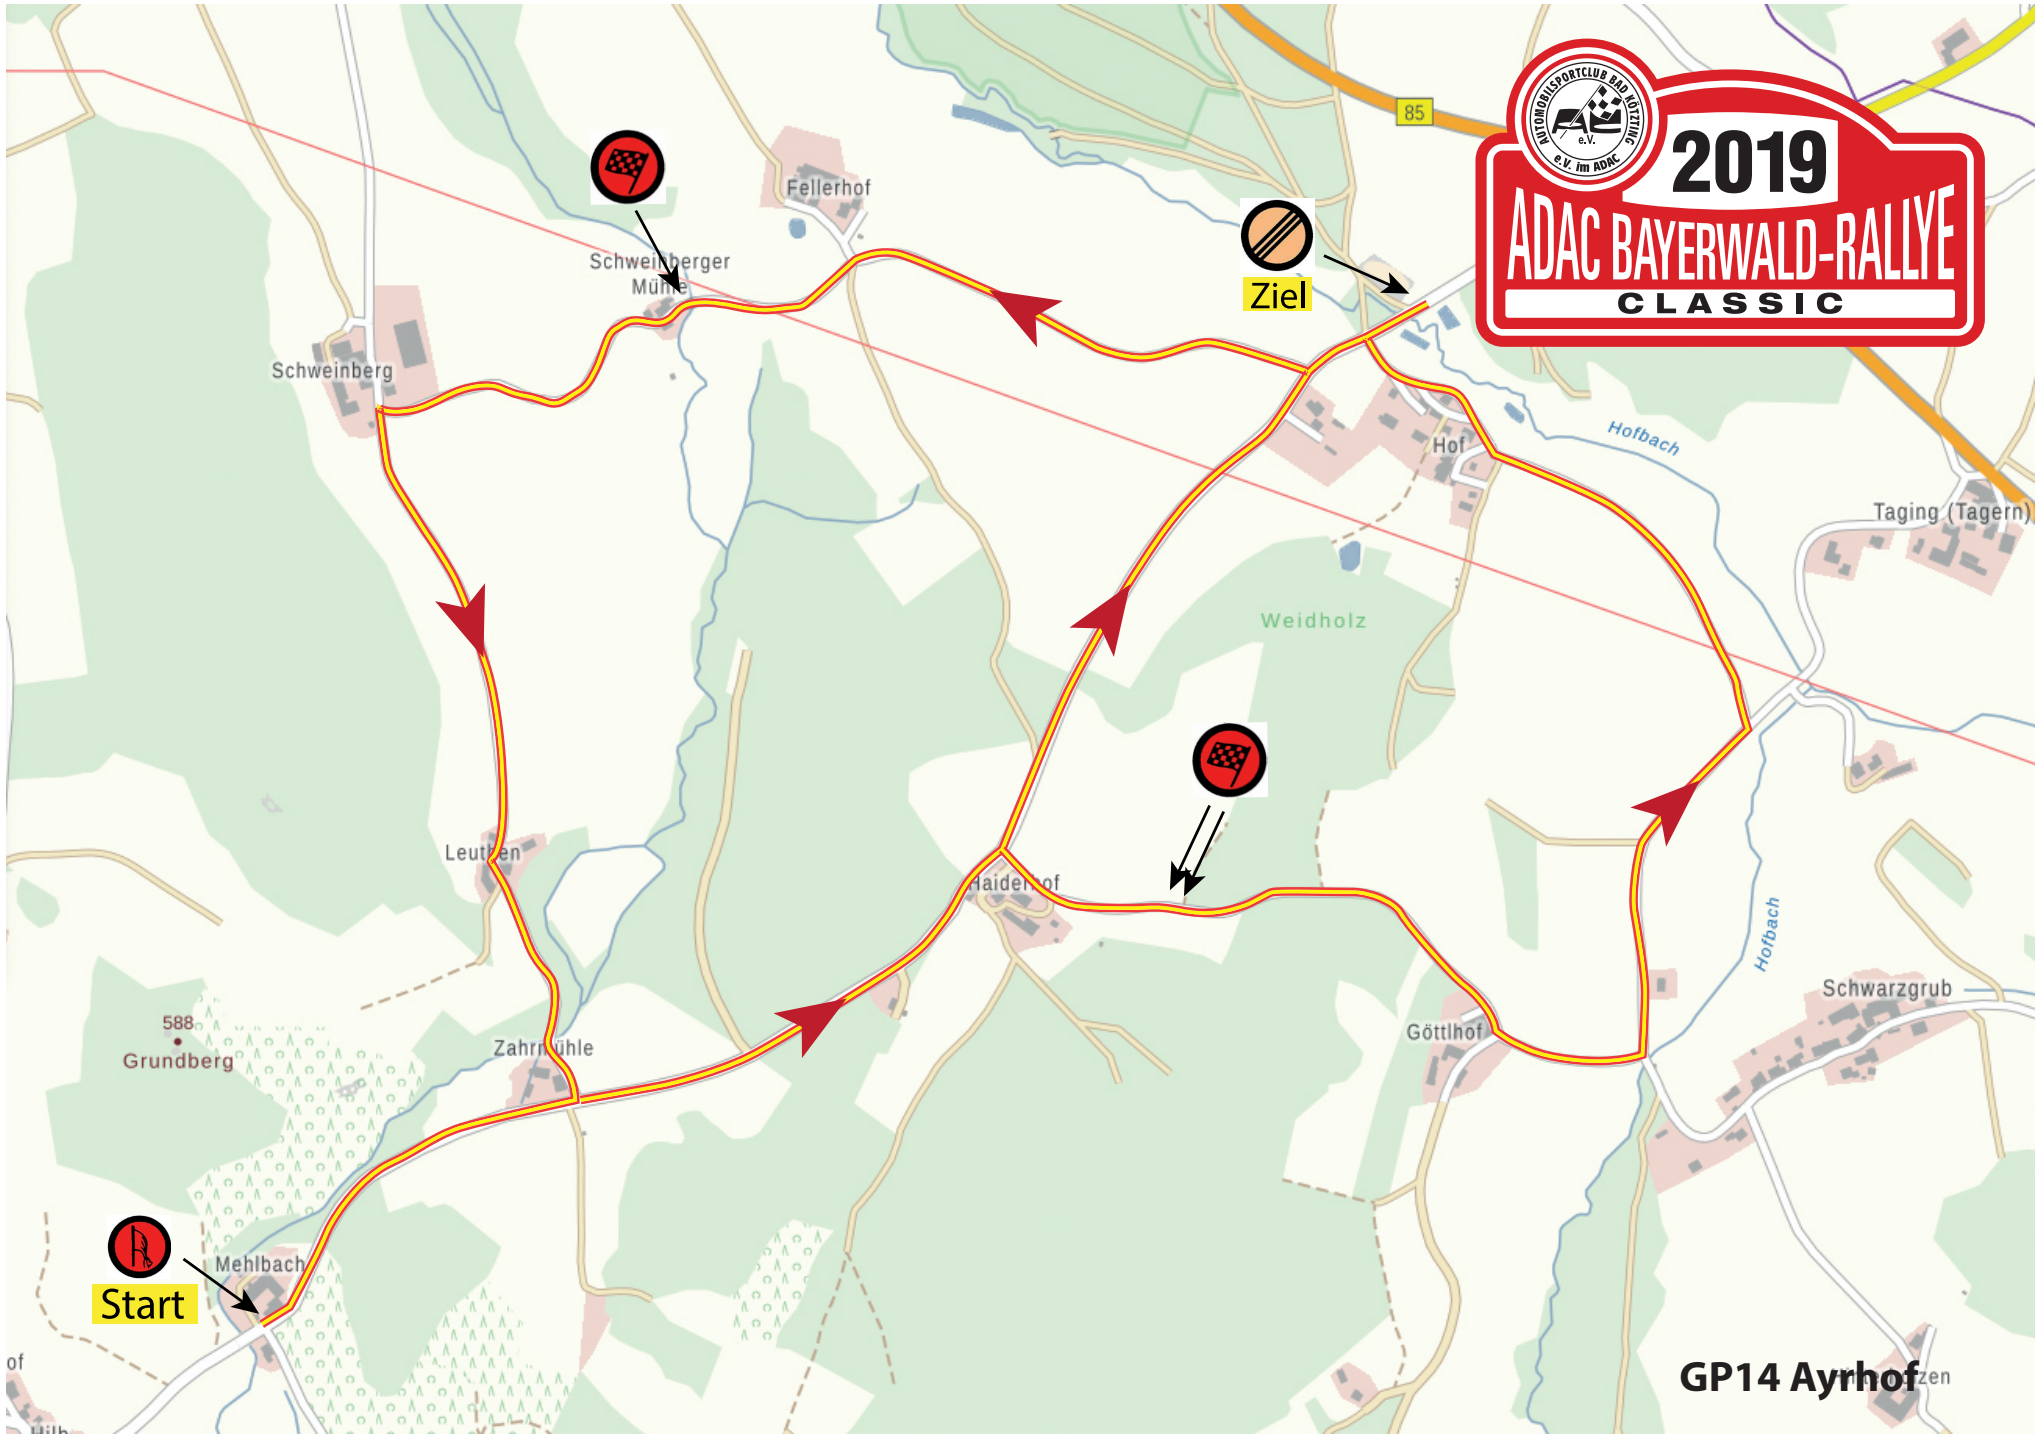 85
AUTOMOBILSPORTCLUB BAD KÖTZTING
e.V.
e.V. im ADAC
2019
ADAC BAYERWALD-RALLYE
CLASSIC
Fellerhof
Schweinberger
Mühle
Ziel
Schweinberg
Hof
Hofbach
Taging (Tagern)
Weidholz
Leuthen
Haiderhof
Hofbach
Schwarzgrub
588
Grundberg
Zahrmühle
Göttlhof
Mehlbach
Start
of
GP14 Ayrhof